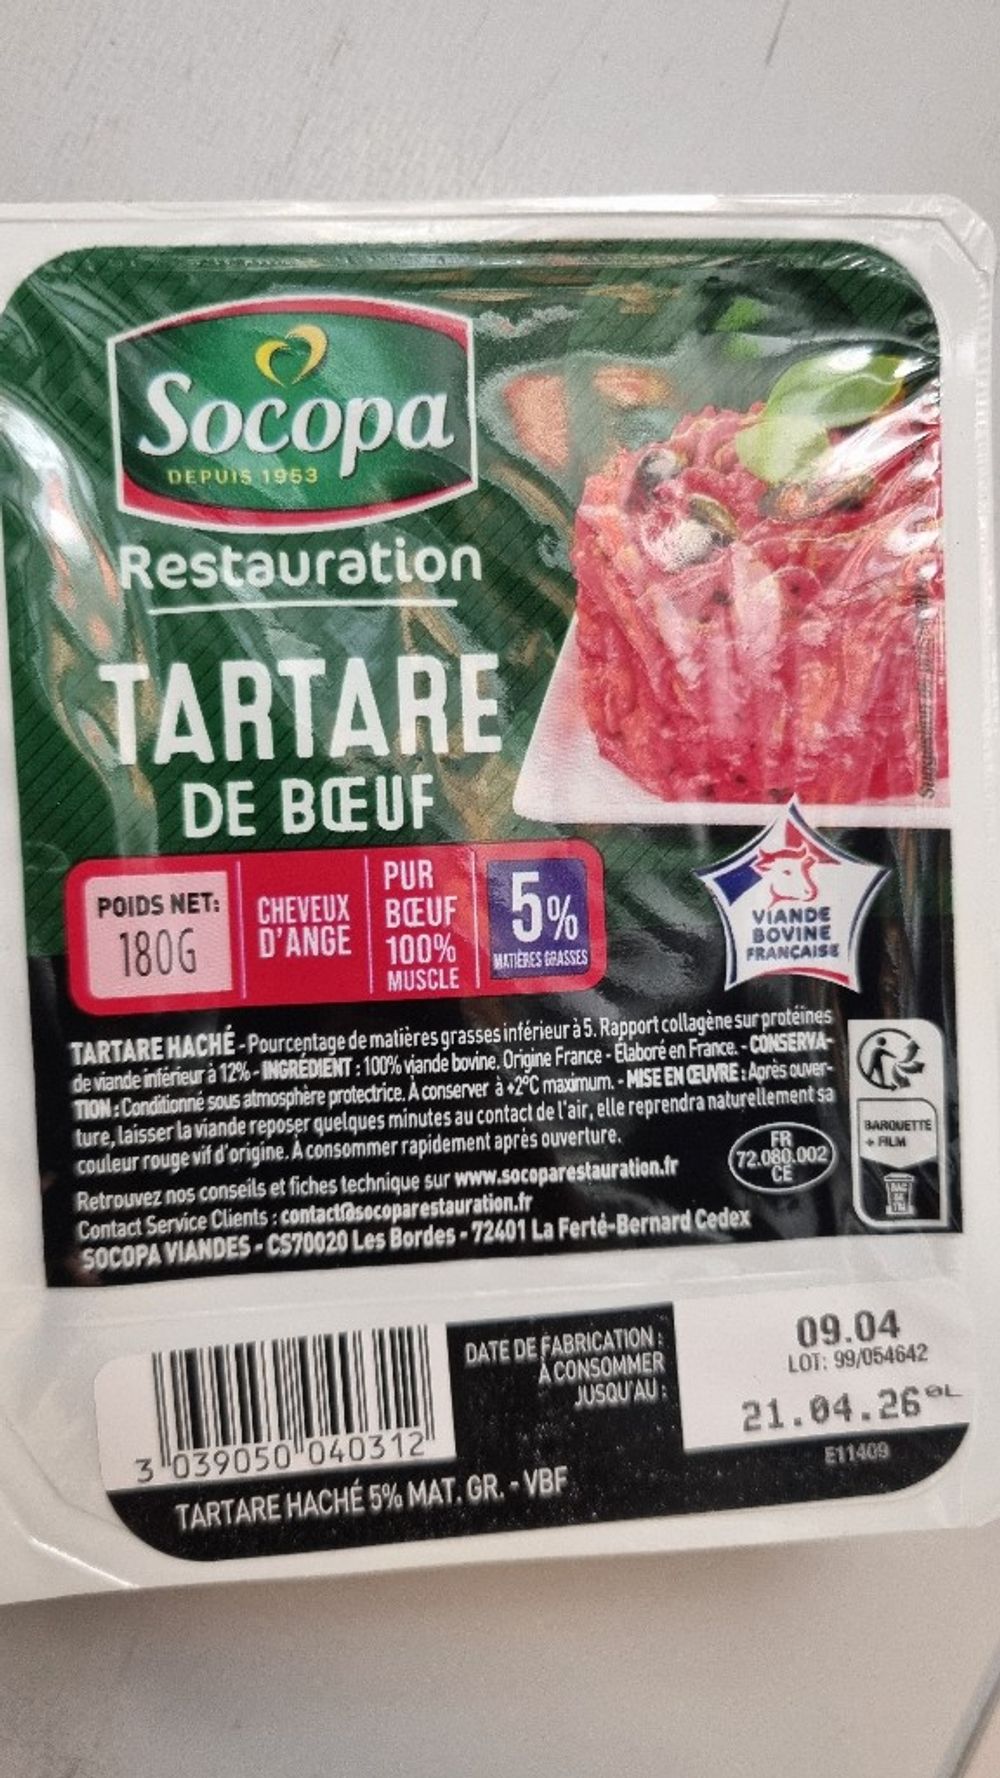 Socopa
DEPUIS 1953
Restauration
TARTARE
DE BŒUF
POIDS NET:
180G
CHEVEUX
D'ANGE
PUR
BŒUF
100%
MUSCLE
5%
MATIÈRES GRASSES
VIANDE
BOVINE
FRANÇAISE
TARTARE HACHÉ - Pourcentage de matières grasses inférieur à 5. Rapport collagène sur protéines
de viande inférieur à 12% - INGRÉDIENT : 100% viande bovine. Origine France - Élaboré en France. - CONSERVA-
TION : Conditionné sous atmosphère protectrice. À conserver à +2°C maximum. - MISE EN ŒUVRE : Après ouver-
ture, laisser la viande reposer quelques minutes au contact de l'air, elle reprendra naturellement sa
couleur rouge vif d'origine. À consommer rapidement après ouverture.
Retrouvez nos conseils et fiches technique sur www.socoparestauration.fr
Contact Service Clients : contact@socoparestauration.fr
SOCOPA VIANDES - CS70020 Les Bordes - 72401 La Ferté-Bernard Cedex
FR
72.080.002
CE
BARQUETTE
+ FILM
BAC
DE
TRI
DATE DE FABRICATION :
À CONSOMMER
JUSQU'AU :
09.04
LOT: 99/054642
21.04.26
E11409
3 039050 040312
TARTARE HACHÉ 5% MAT. GR. - VBF